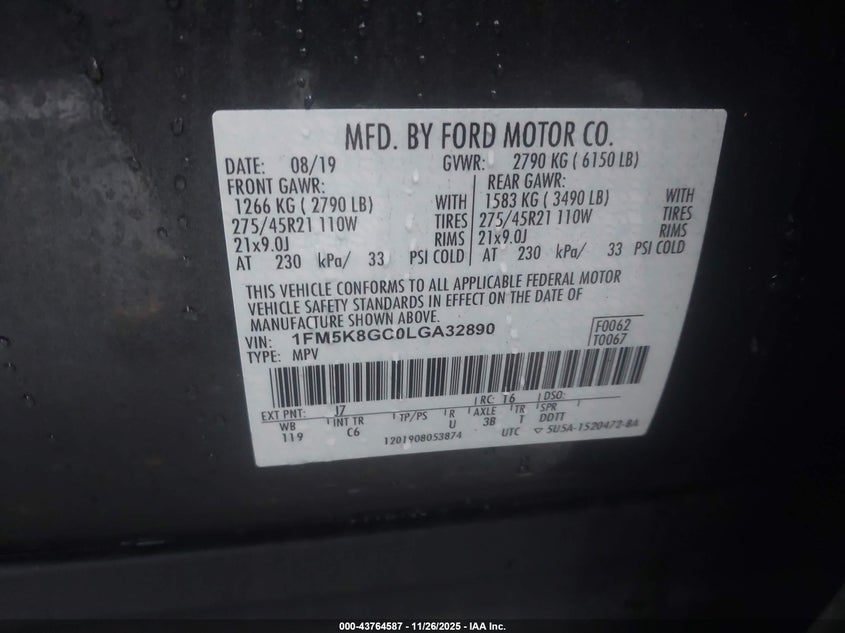 MFD. BY FORD MOTOR CO.
DATE: 08/19 GVWR: 2790 KG ( 6150 LB)
FRONT GAWR: REAR GAWR:
1266 KG ( 2790 LB) WITH 1583 KG ( 3490 LB) WITH
275/45R21 110W TIRES 275/45R21 110W TIRES
21x9.0J RIMS 21x9.0J RIMS
AT 230 kPa/ 33 PSI COLD AT 230 kPa/ 33 PSI COLD
THIS VEHICLE CONFORMS TO ALL APPLICABLE FEDERAL MOTOR
VEHICLE SAFETY STANDARDS IN EFFECT ON THE DATE OF
MANUFACTURE SHOWN ABOVE.
VIN: 1FM5K8GC0LGA32890 F0062
TYPE: MPV T0067
EXT PNT: J7 RC: 16 DSO:
WB INT TR TP/PS R AXLE TR SPR
119 C6 U 3B T DDTT
1201908053874 UTC ▽ 5U5A-1520472-BA
000-43764587 - 11/26/2025 - IAA Inc.